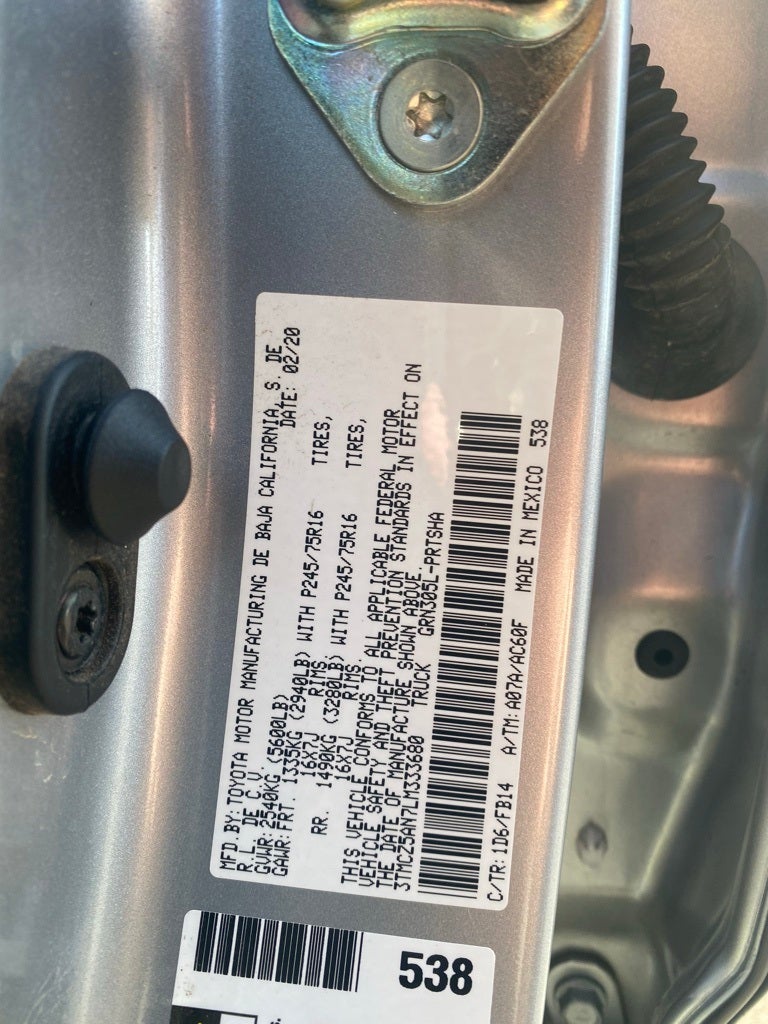 MFD.BY: TOYOTA MOTOR MANUFACTURING DE BAJA CALIFORNIA, S. DE
R.L. DE C.V. DATE: 02/20
GVWR: 2540KG (5600LB)
GAWR: FRT. 1335KG (2940LB) WITH P245/75R16 TIRES,
16X7J RIMS.
RR. 1490KG (3280LB) WITH P245/75R16 TIRES,
16X7J RIMS.
THIS VEHICLE CONFORMS TO ALL APPLICABLE FEDERAL MOTOR
VEHICLE SAFETY AND THEFT PREVENTION STANDARDS IN EFFECT ON
THE DATE OF MANUFACTURE SHOWN ABOVE.
3TMCZ5AN7LM333680 TRUCK GRN305L-PRTSHA
C/TR: 1D6/FB14 A/TM: A07A/AC60F MADE IN MEXICO 538
538